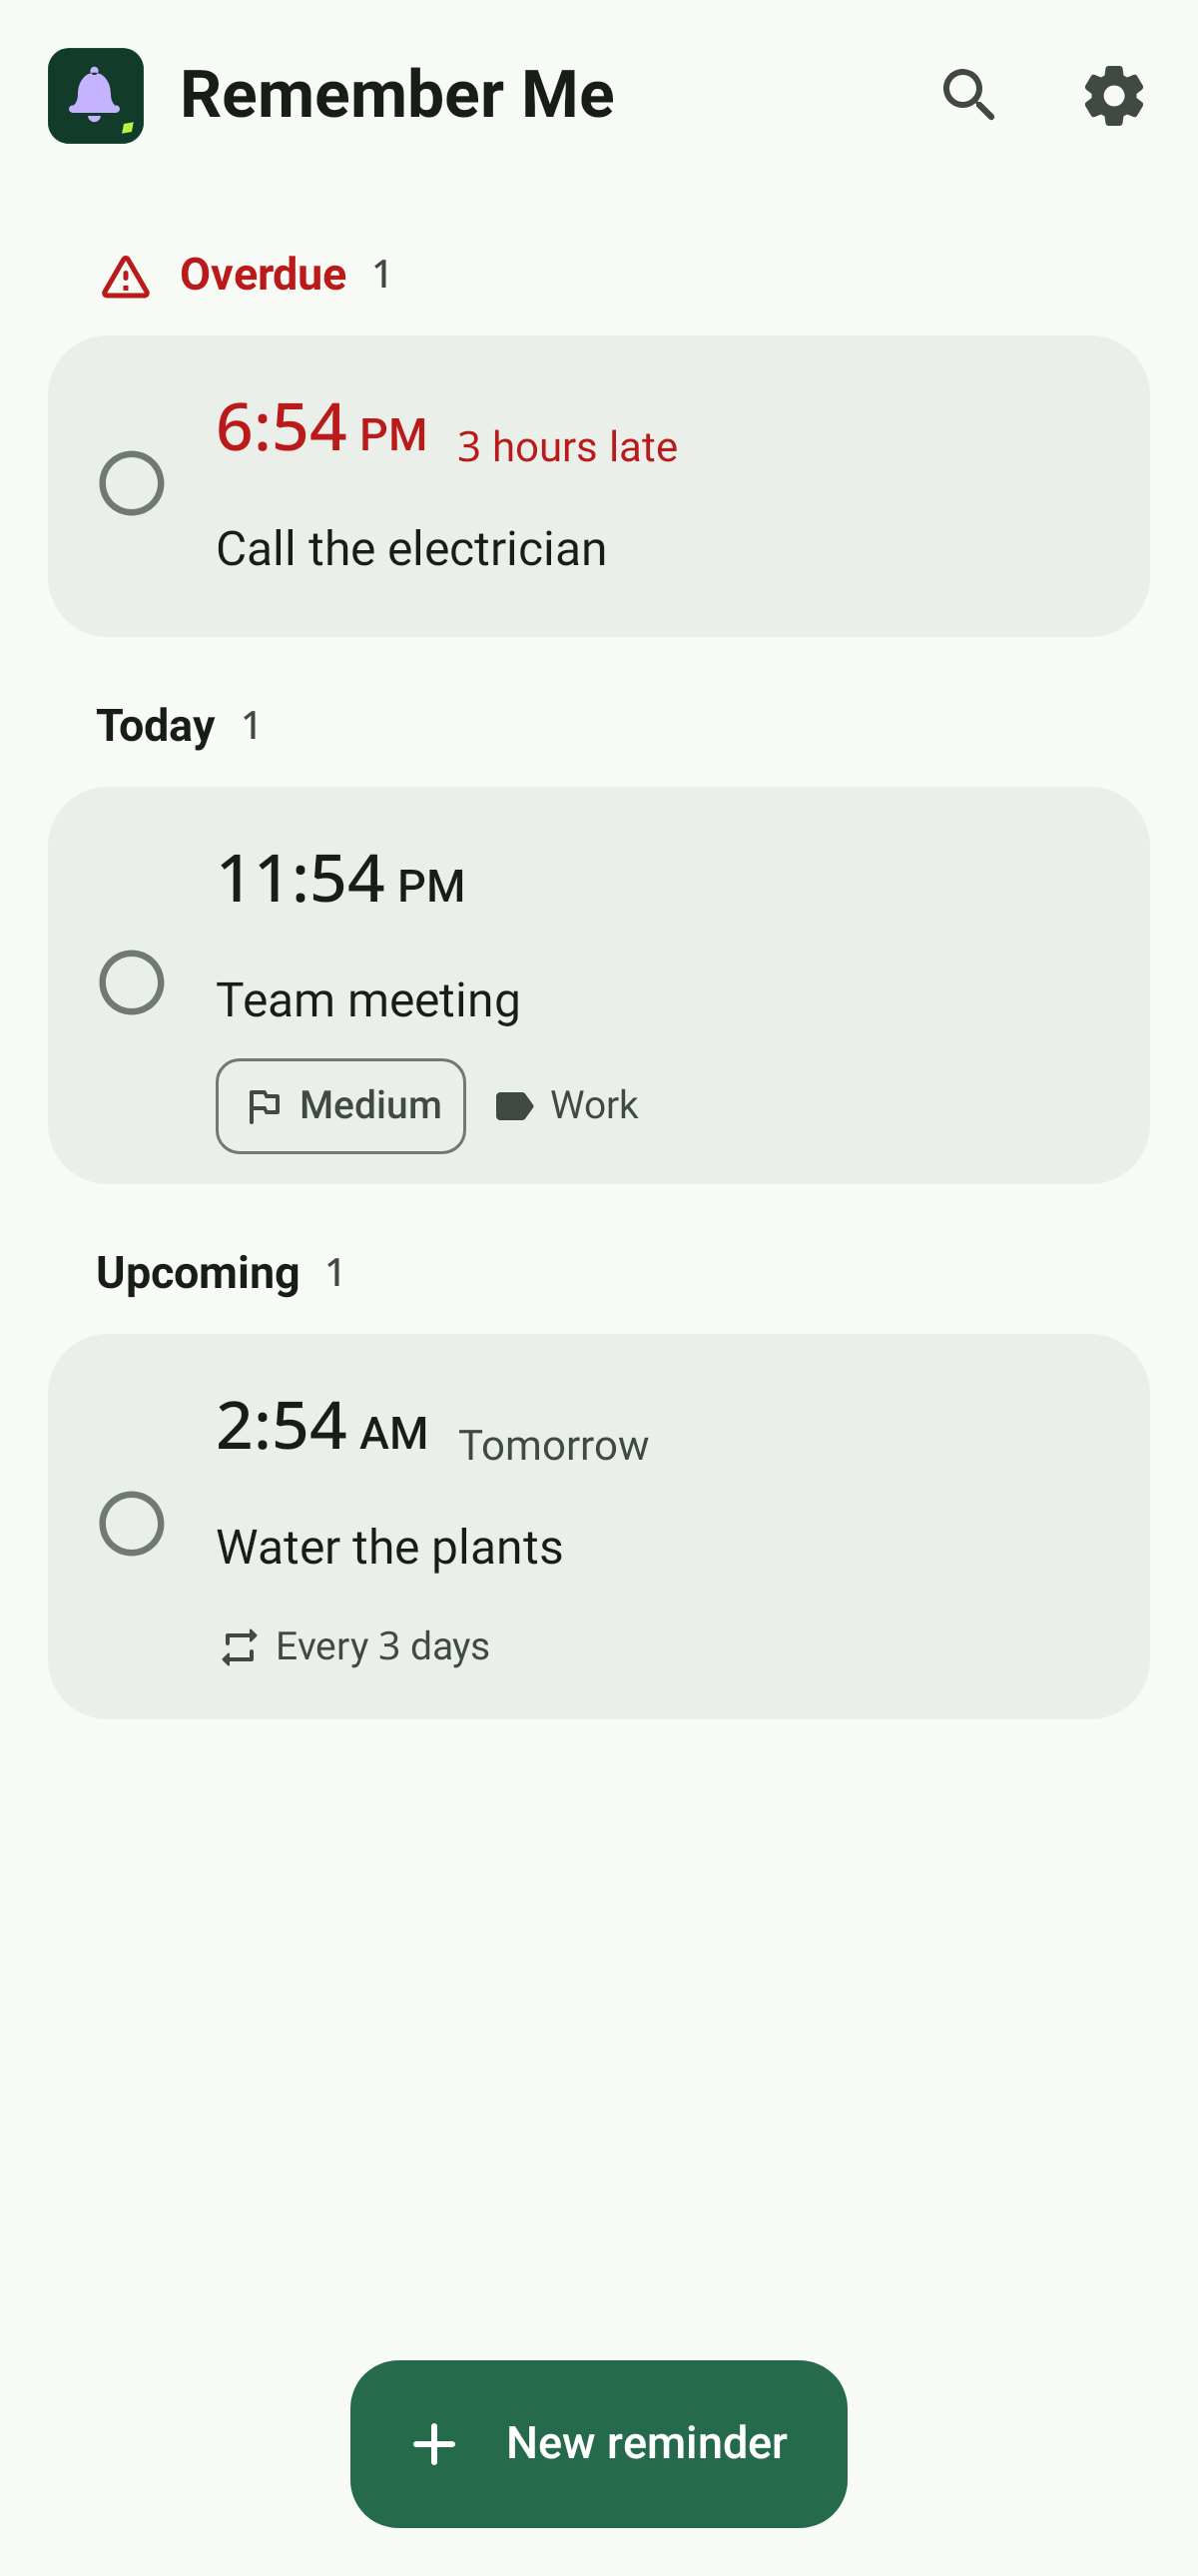 Remember Me
Overdue 1
6:54 PM 3 hours late
Call the electrician
Today 1
11:54 PM
Team meeting
Medium Work
Upcoming 1
2:54 AM Tomorrow
Water the plants
Every 3 days
New reminder